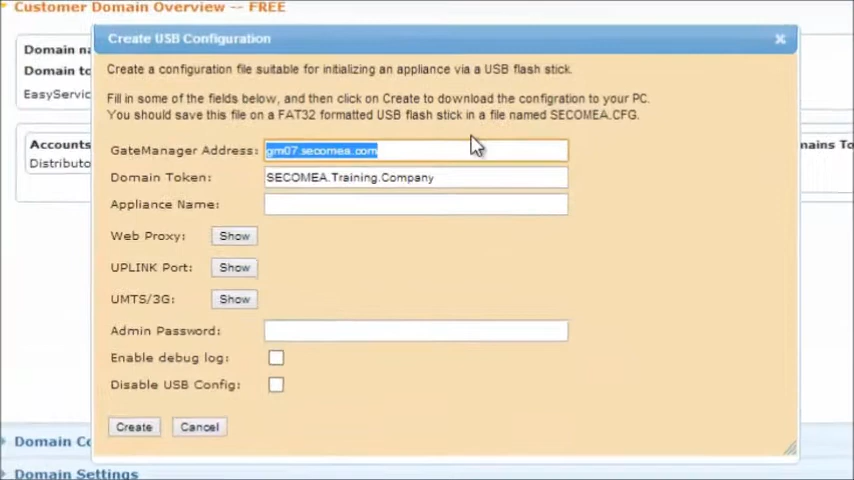 Customer Domain Overview -- FREE
Create USB Configuration
Domain na
Create a configuration file suitable for initializing an appliance via a USB flash stick.
Domain to
EasyServic
Fill in some of the fields below, and then click on Create to download the configration to your PC.
You should save this file on a FAT32 formatted USB flash stick in a file named SECOMEA.CFG.
Accounts
GateManager Address: gm07.secomea.com
mains To
Distributo
Domain Token: SECOMEA.Training.Company
Appliance Name:
Web Proxy: Show
UPLINK Port: Show
UMTS/3G: Show
Admin Password:
Enable debug log:
Disable USB Config:
Create Cancel
Domain Co
Domain Settings